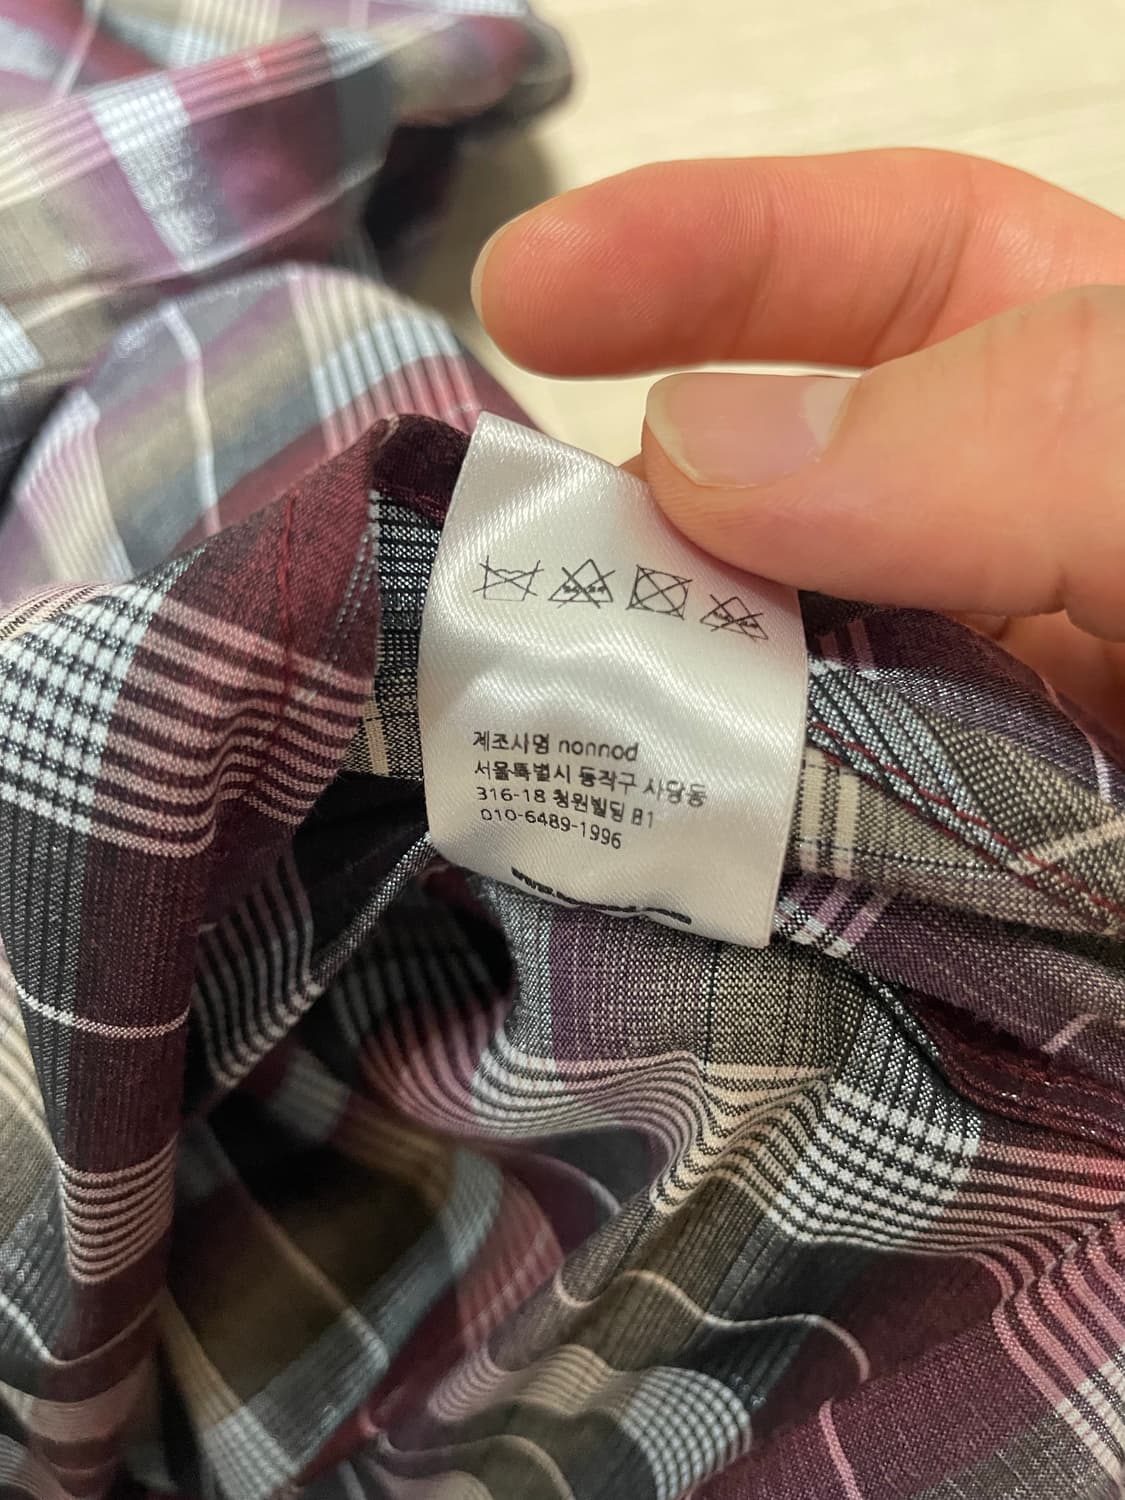 제조사명 nonnod
서울특별시 동작구 사당동
316-18 청원빌딩 B1
010-6489-1996